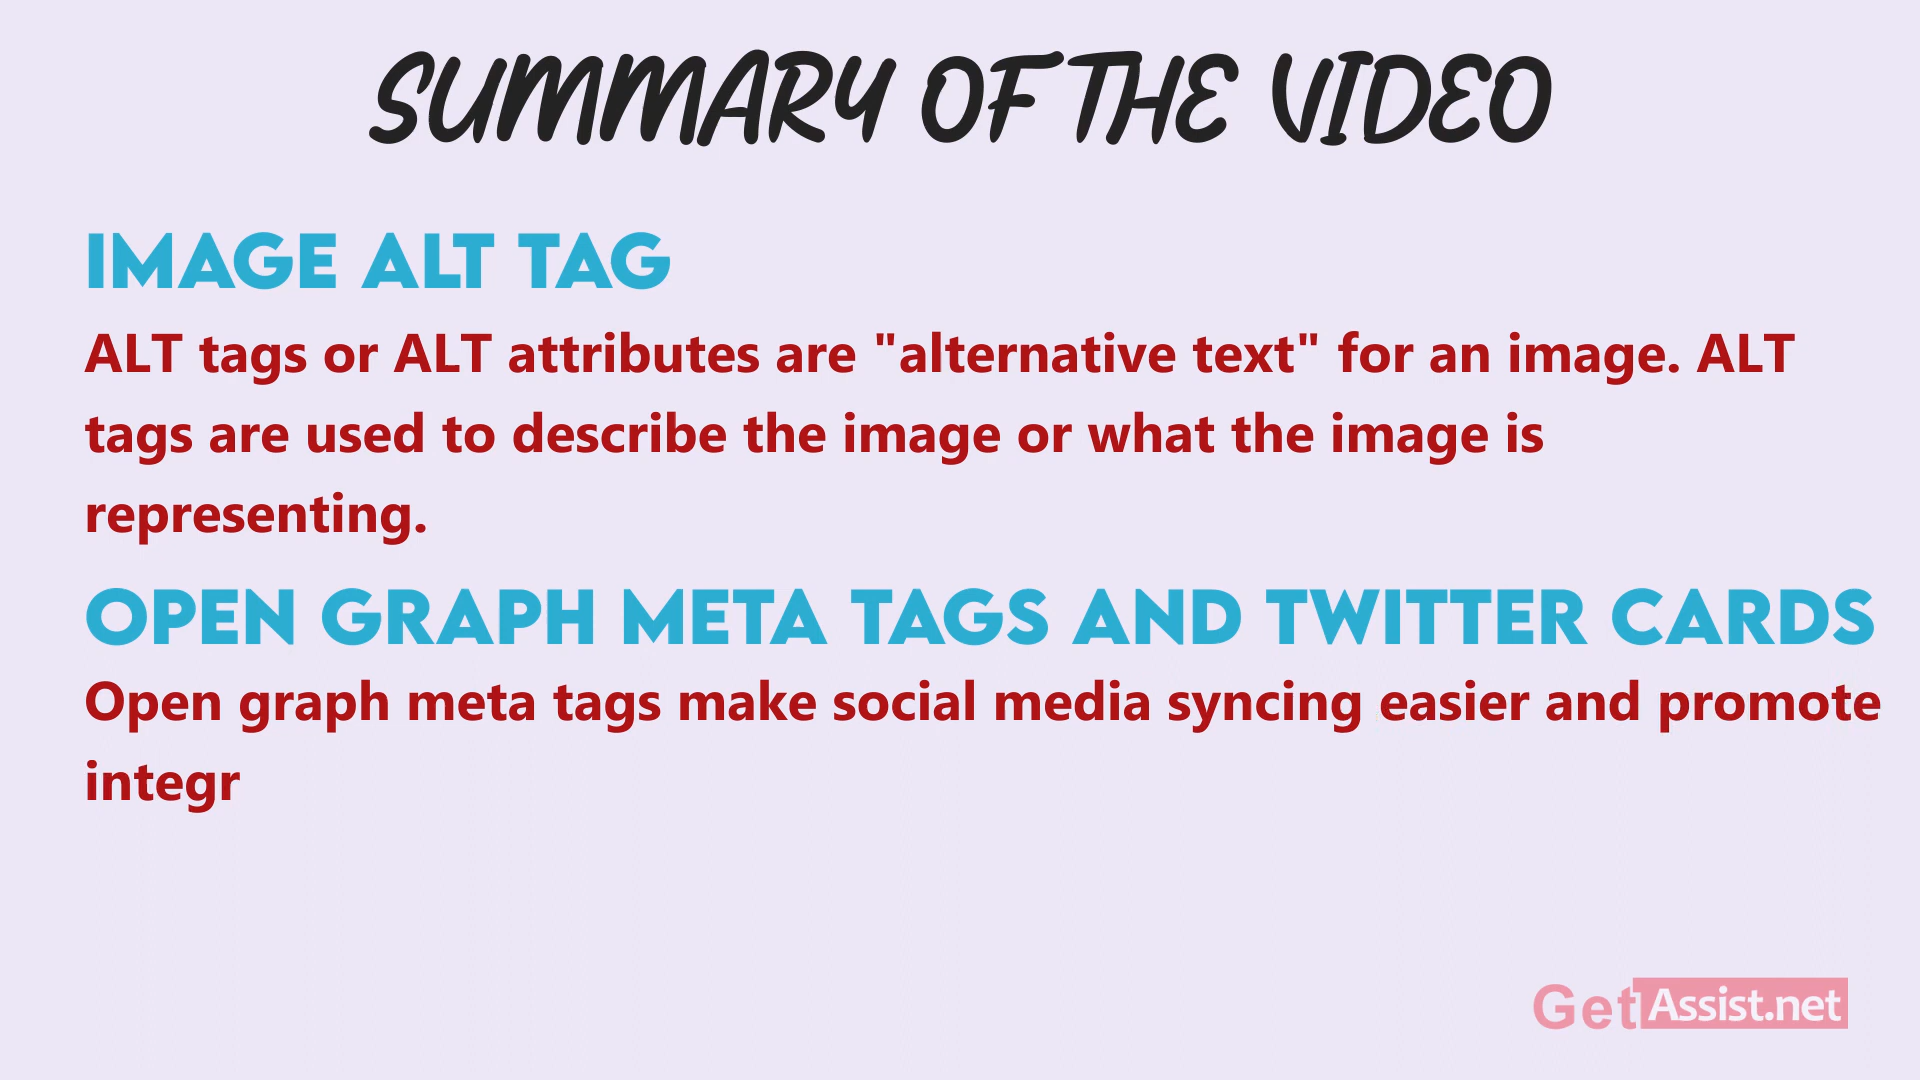 SUMMARY OF THE VIDEO
IMAGE ALT TAG
ALT tags or ALT attributes are "alternative text" for an image. ALT
tags are used to describe the image or what the image is
representing.
OPEN GRAPH META TAGS AND TWITTER CARDS
Open graph meta tags make social media syncing easier and promote
integr
GetAssist.net